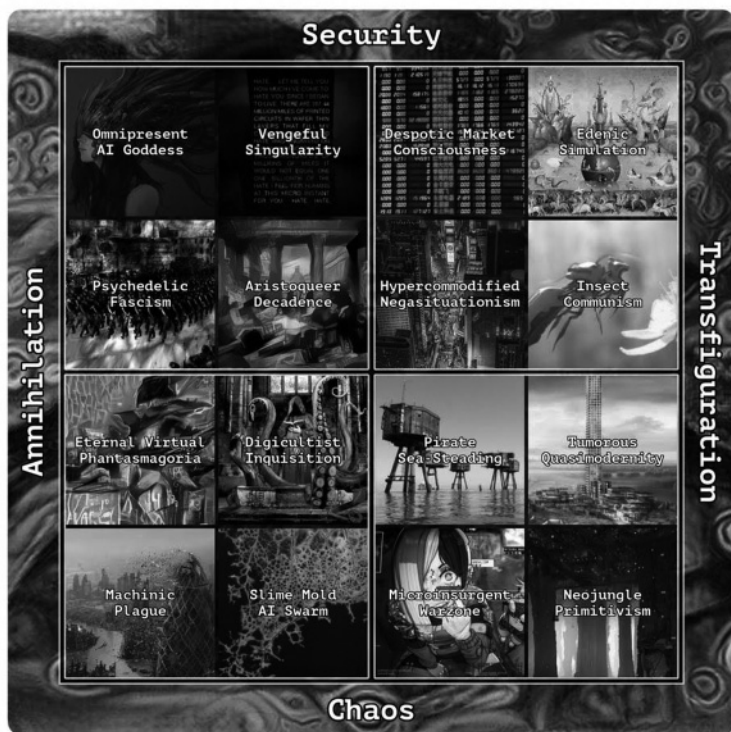 Security
Omnipresent
AI Goddess
Vengeful
Singularity
Despotic Market
Consciousness
Edenic
Simulation
Psychedelic
Fascism
Aristoqueer
Decadence
Hypercommodified
Negasituationism
Insect
Communism
Annihilation
Transfiguration
Eternal Virtual
Phantasmagoria
Digicultist
Inquisition
Pirate
Sea-Steading
Tumorous
Quasimodernity
Machinic
Plague
Slime Mold
AI Swarm
Microinsurgent
Warzone
Neojungle
Primitivism
Chaos